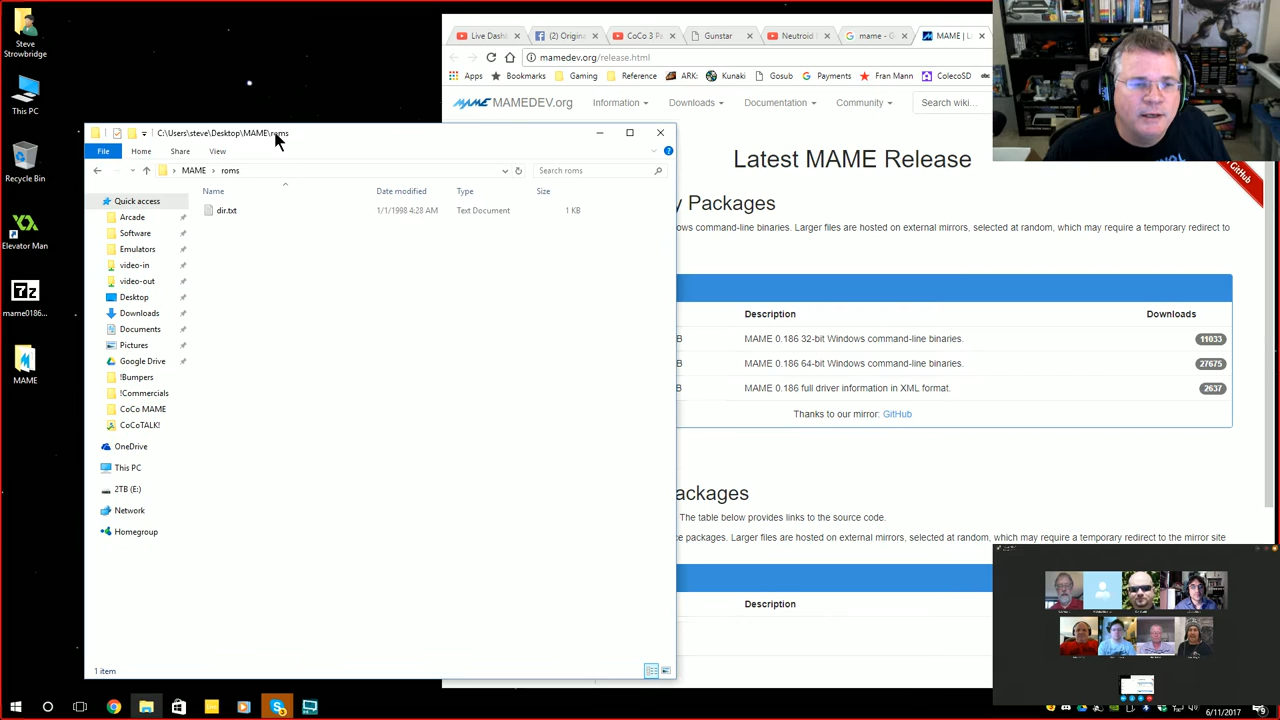 Steve
Strowbridge
This PC
Recycle Bin
Elevator Man
7z
mame0186...
MAME
Live Dash
(2) Origina
CoCo 3 Pa
Gunstar
Neutroid
mame - G
MAME | L
mamedev.org/release.html
Apps
Bookmarks
Gaming
Reference
ARK:
Kunaki
Gosub
Payments
Fran Mann
ColecoSD
MAMEDEV.org
Information
Downloads
Documentation
Community
Search wiki...
GitHub
Latest MAME Release
y Packages
ows command-line binaries. Larger files are hosted on external mirrors, selected at random, which may require a temporary redirect to
Description
Downloads
B
MAME 0.186 32-bit Windows command-line binaries.
11033
B
MAME 0.186 64-bit Windows command-line binaries.
27675
B
MAME 0.186 full driver information in XML format.
2637
Thanks to our mirror: GitHub
ackages
The table below provides links to the source code.
ce packages. Larger files are hosted on external mirrors, selected at random, which may require a temporary redirect to the mirror site
Description
C:\Users\steve\Desktop\MAME\roms
File
Home
Share
View
MAME > roms
Search roms
Name
Date modified
Type
Size
dir.txt
1/1/1998 4:28 AM
Text Document
1 KB
Quick access
Arcade
Software
Emulators
video-in
video-out
Desktop
Downloads
Documents
Pictures
Google Drive
!Bumpers
!Commercials
CoCo MAME
CoCoTALK!
OneDrive
This PC
2TB (E:)
Network
Homegroup
1 item
6/11/2017